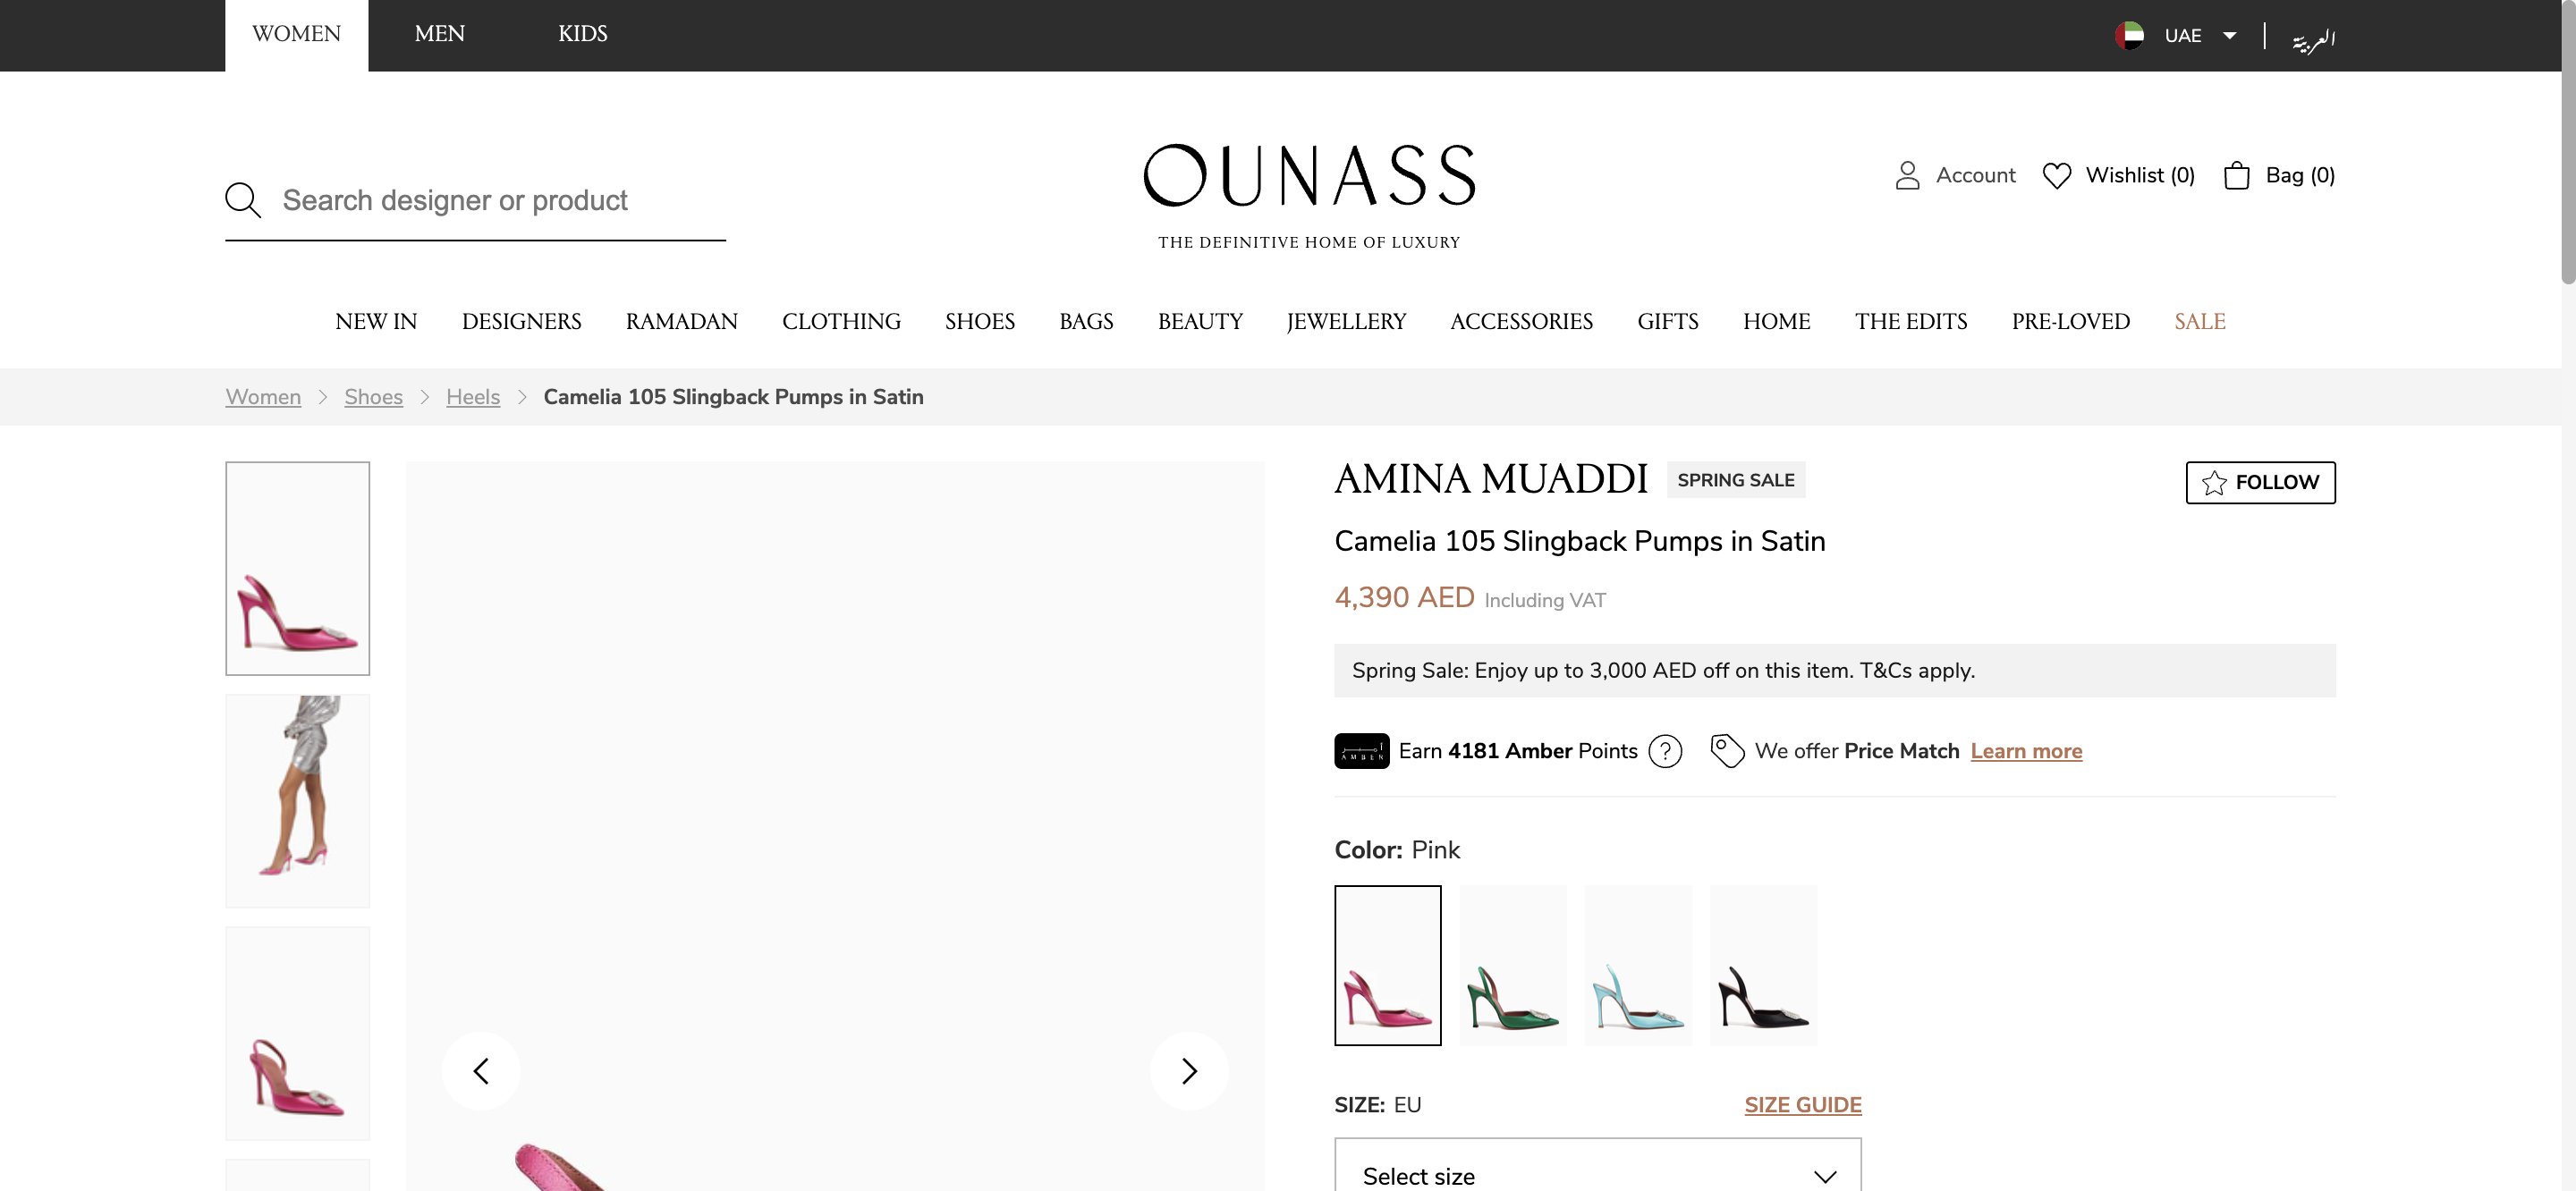 WOMEN MEN KIDS UAE العربية
Search designer or product
OUNASS
THE DEFINITIVE HOME OF LUXURY
Account Wishlist (0) Bag (0)
NEW IN DESIGNERS RAMADAN CLOTHING SHOES BAGS BEAUTY JEWELLERY ACCESSORIES GIFTS HOME THE EDITS PRE-LOVED SALE
Women > Shoes > Heels > Camelia 105 Slingback Pumps in Satin
AMINA MUADDI SPRING SALE FOLLOW
Camelia 105 Slingback Pumps in Satin
4,390 AED Including VAT
Spring Sale: Enjoy up to 3,000 AED off on this item. T&Cs apply.
AMBER Earn 4181 Amber Points ? We offer Price Match Learn more
Color: Pink
SIZE: EU SIZE GUIDE
Select size